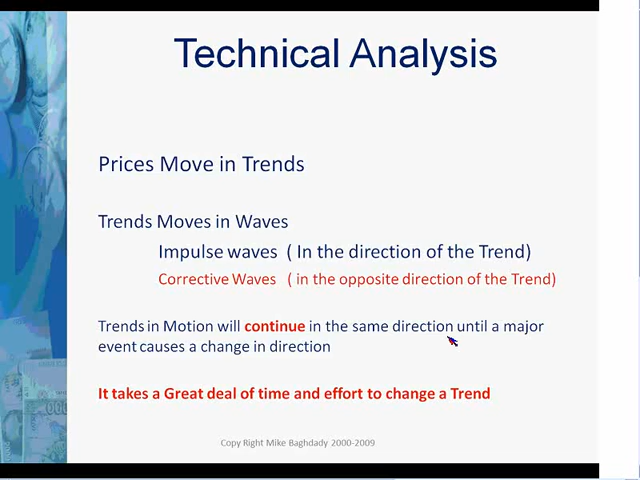 Technical Analysis
Prices Move in Trends
Trends Moves in Waves
Impulse waves ( In the direction of the Trend)
Corrective Waves ( in the opposite direction of the Trend)
Trends in Motion will continue in the same direction until a major
event causes a change in direction
It takes a Great deal of time and effort to change a Trend
Copy Right Mike Baghdady 2000-2009